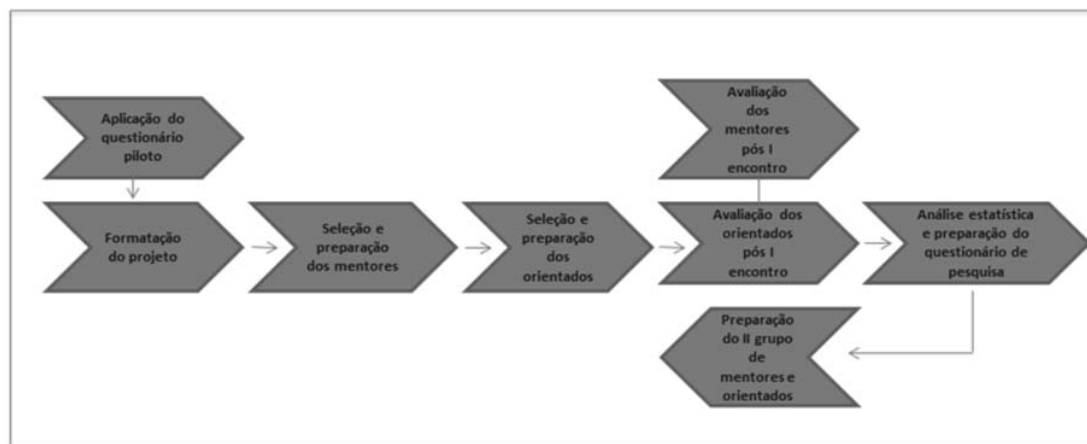 Aplicação do
questionário
piloto
Formatação
do projeto
Seleção e
preparação
dos mentores
Seleção e
preparação
dos
orientados
Avaliação
dos
mentores
pós I
encontro
Avaliação dos
orientados
pós I
encontro
Análise estatística
e preparação do
questionário de
pesquisa
Preparação
do II grupo
de
mentores e
orientados